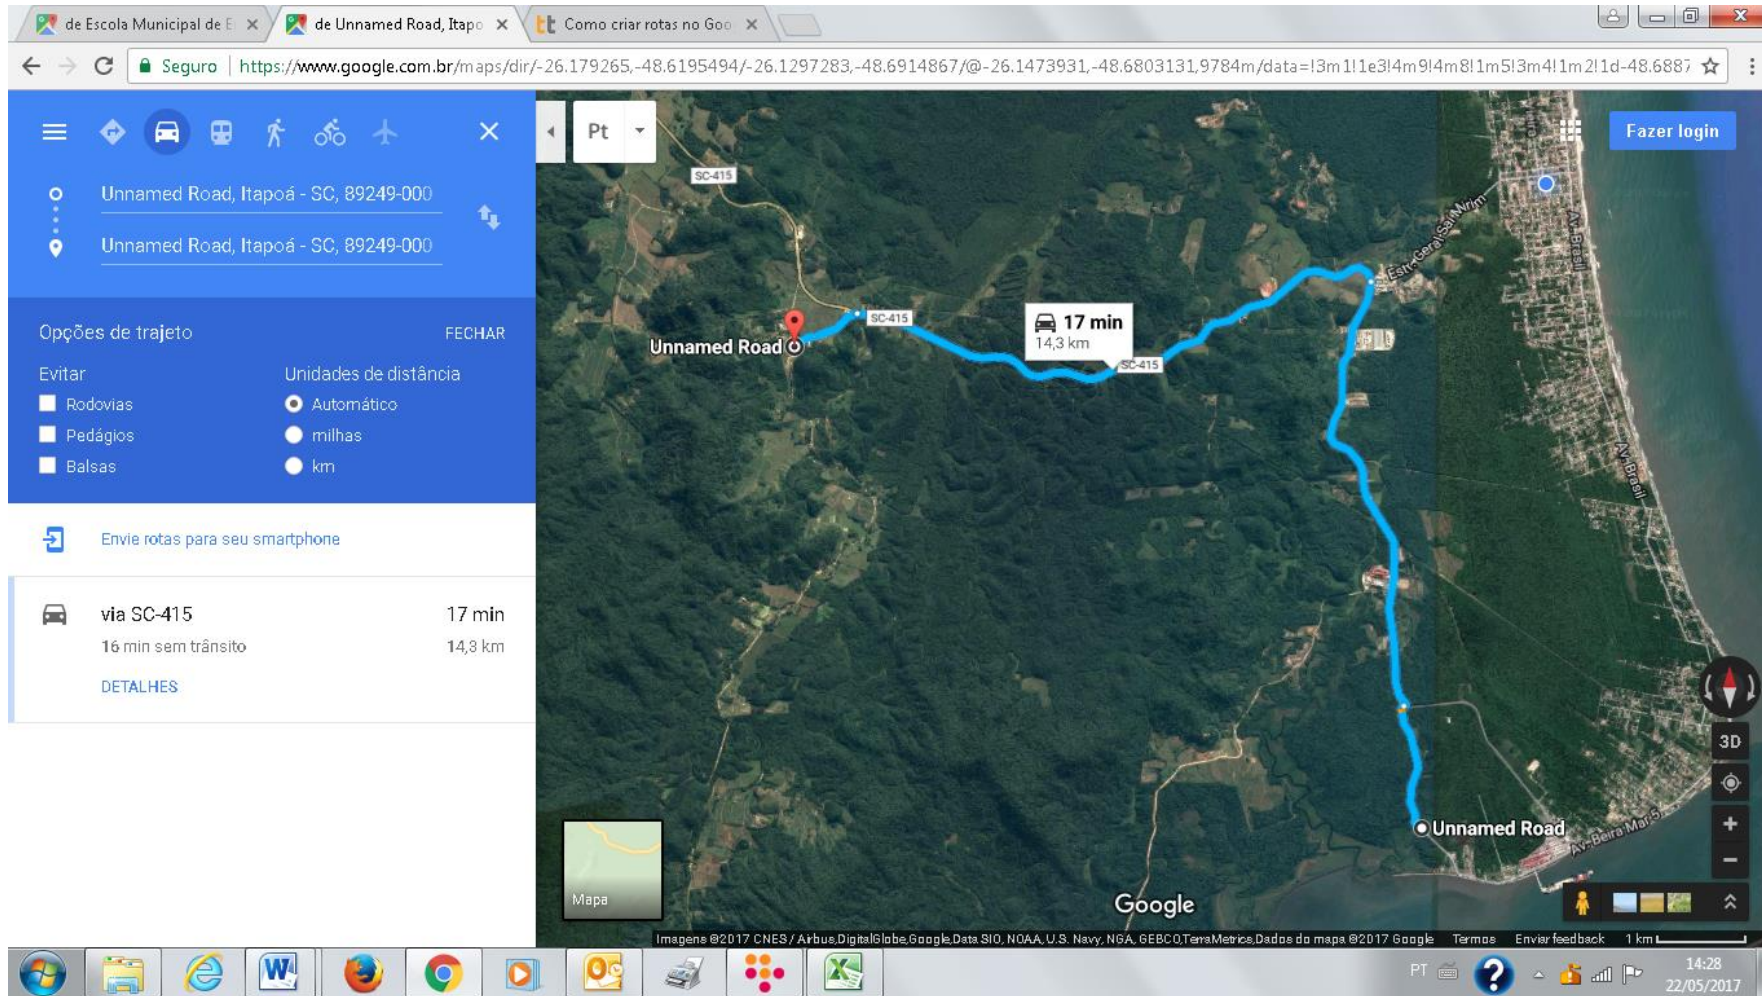 de Escola Municipal de E
de Unnamed Road, Itapo
Como criar rotas no Goo
Seguro
https://www.google.com.br/maps/dir/-26.179265,-48.6195494/-26.1297283,-48.6914867/@-26.1473931,-48.6803131,9784m/data=!3m1!1e3!4m9!4m8!1m5!3m4!1m2!1d-48.6887
Unnamed Road, Itapoá - SC, 89249-000
Unnamed Road, Itapoá - SC, 89249-000
Opções de trajeto
FECHAR
Evitar
Unidades de distância
Rodovias
Automático
Pedágios
milhas
Balsas
km
Envie rotas para seu smartphone
via SC-415
17 min
16 min sem trânsito
14,3 km
DETALHES
Pt
Fazer login
SC-415
Estr. Geral Saí Mirim
Av. Brasil
SC-415
17 min
14,3 km
Unnamed Road
SC-415
Av. Brasil
3D
Unnamed Road
Av. Beira Mar 5
Mapa
Google
Imagens ©2017 CNES / Airbus,DigitalGlobe,Google,Data SIO, NOAA, U.S. Navy, NGA, GEBCO,TerraMetrics,Dados do mapa ©2017 Google
Termos
Enviar feedback
1 km
PT
14:28
22/05/2017